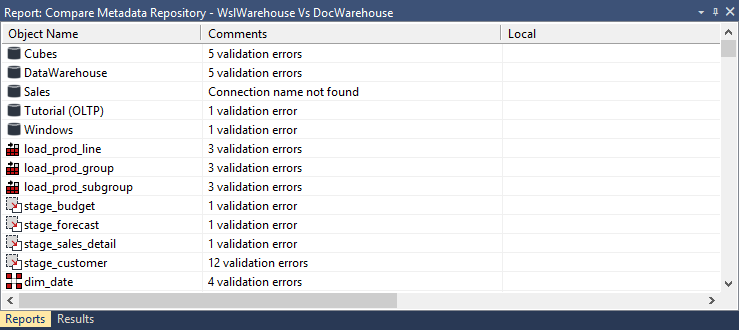 Report: Compare Metadata Repository - WslWarehouse Vs DocWarehouse
Object Name Comments Local
Cubes 5 validation errors
DataWarehouse 5 validation errors
Sales Connection name not found
Tutorial (OLTP) 1 validation error
Windows 1 validation error
load_prod_line 3 validation errors
load_prod_group 3 validation errors
load_prod_subgroup 3 validation errors
stage_budget 1 validation error
stage_forecast 1 validation error
stage_sales_detail 1 validation error
stage_customer 12 validation errors
dim_date 4 validation errors
Reports Results